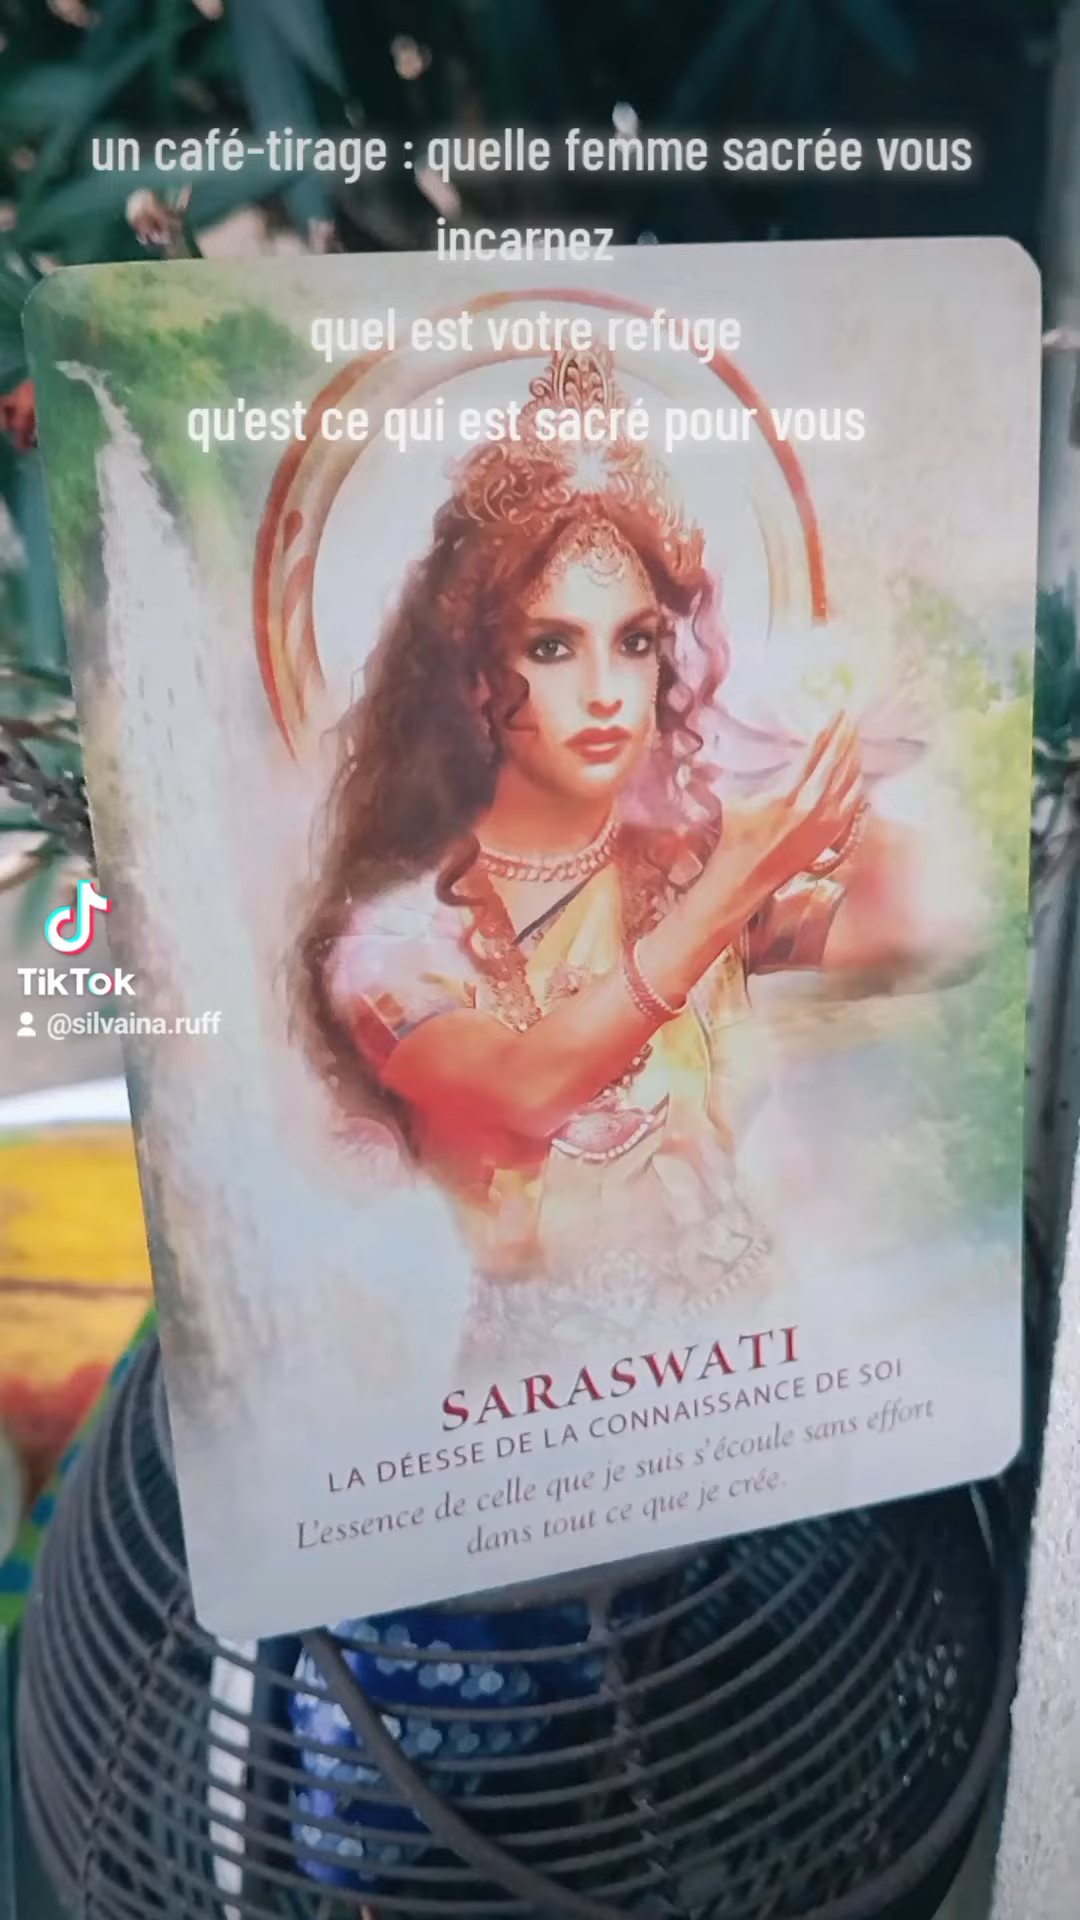 un café-tirage : quelle femme sacrée vous
incarnez
quel est votre refuge
qu'est ce qui est sacré pour vous
TikTok
@silvaina.ruff
SARASWATI
LA DÉESSE DE LA CONNAISSANCE DE SOI
L'essence de celle que je suis s'écoule sans effort
dans tout ce que je crée.